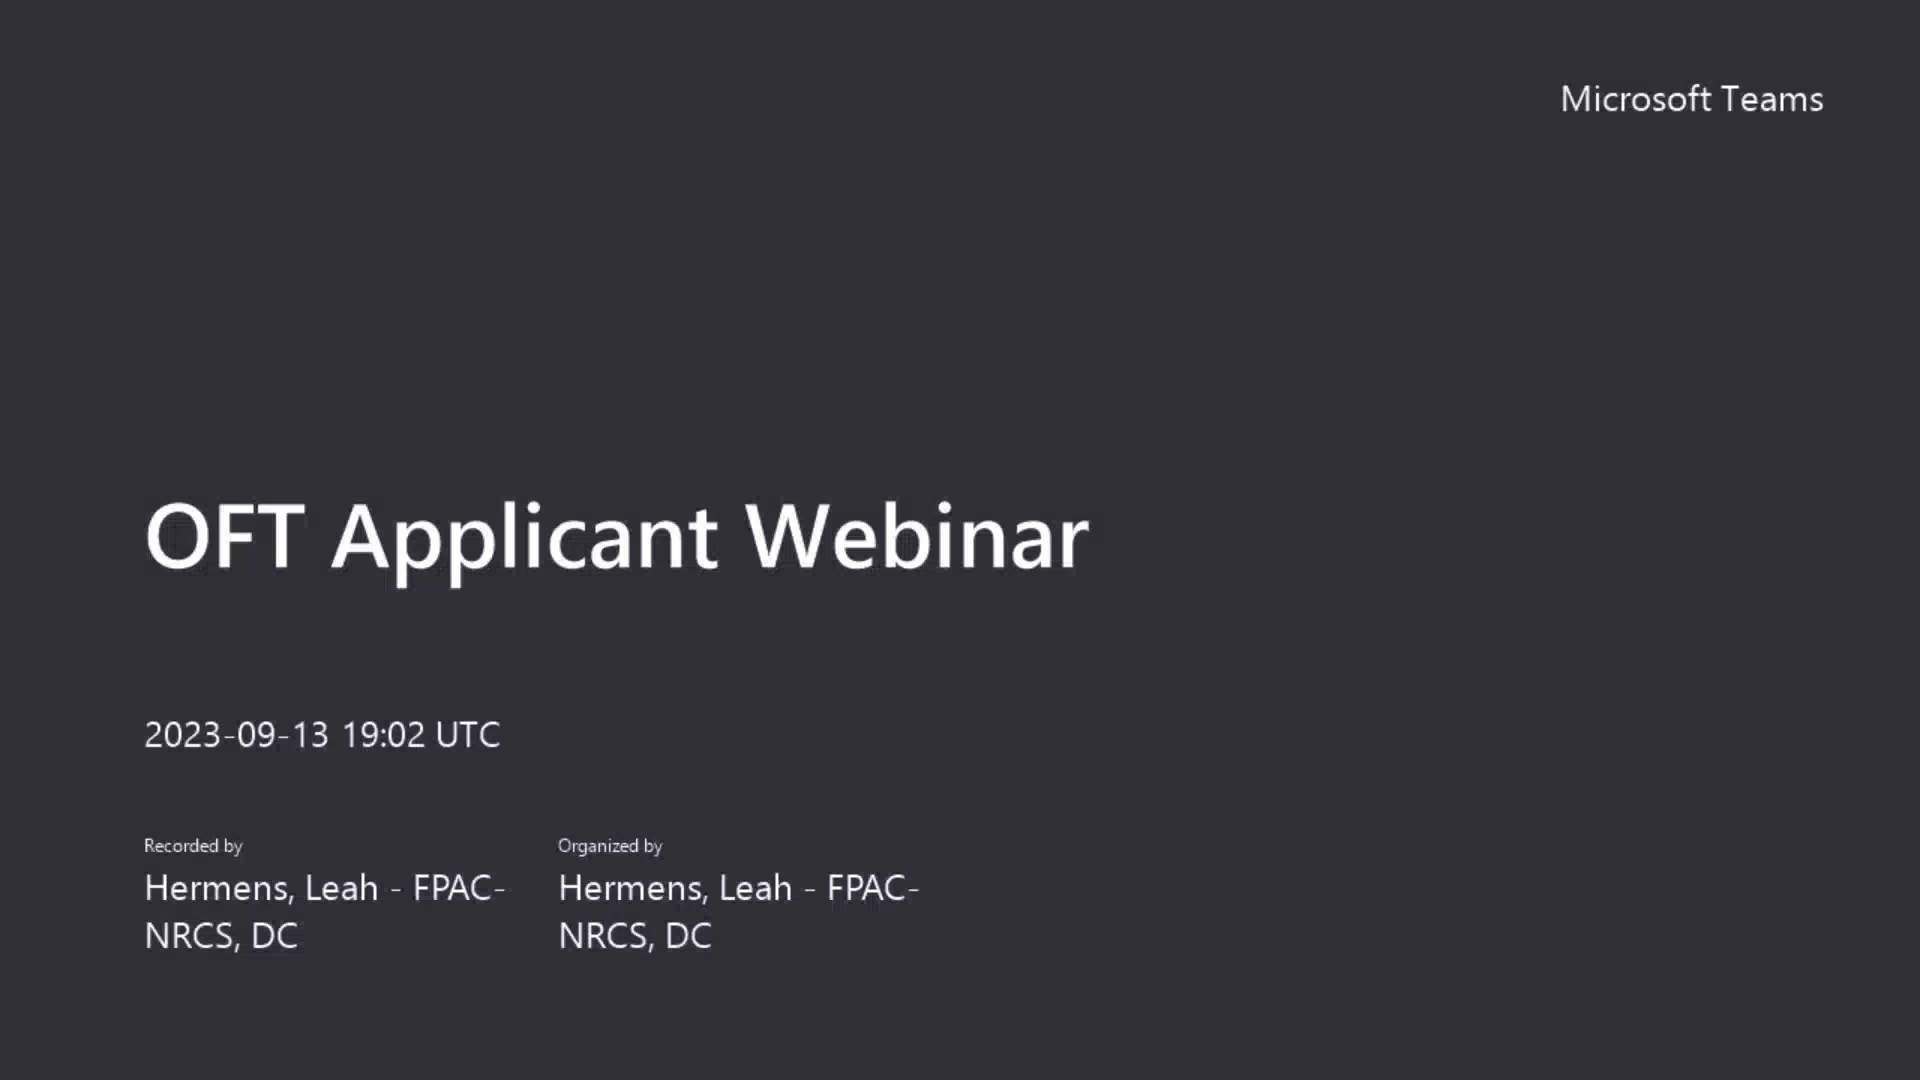 Microsoft Teams
OFT Applicant Webinar
2023-09-13 19:02 UTC
Recorded by
Hermens, Leah - FPAC-
NRCS, DC
Organized by
Hermens, Leah - FPAC-
NRCS, DC